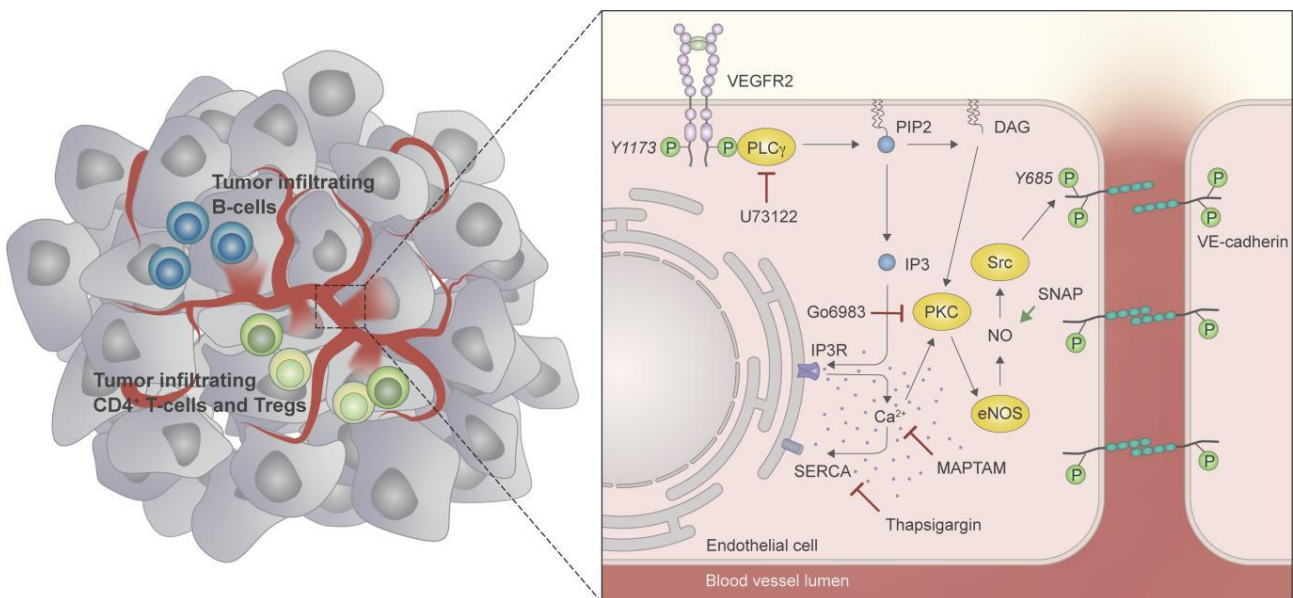 Tumor infiltrating
B-cells
Tumor infiltrating
CD4⁺ T-cells and Tregs
VEGFR2
Y1173
P
P
PLCγ
U73122
PIP2
DAG
IP3
Go6983
PKC
IP3R
Ca²⁺
SERCA
MAPTAM
Thapsigargin
eNOS
NO
SNAP
Src
Y685
P
P
P
P
VE-cadherin
P
P
P
P
Endothelial cell
Blood vessel lumen